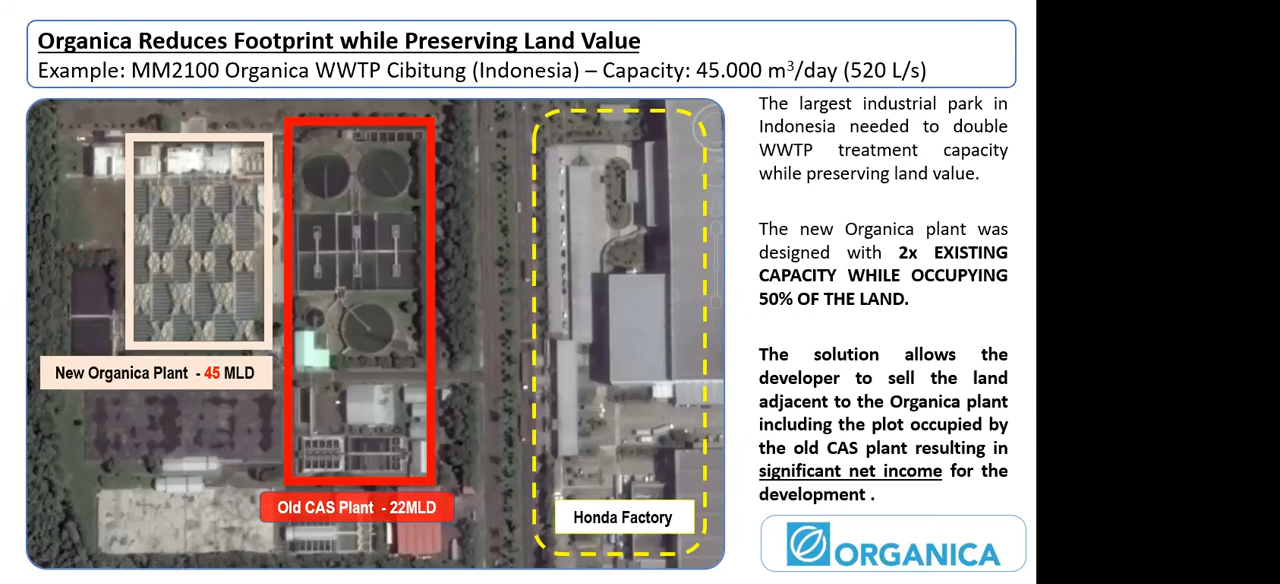 Organica Reduces Footprint while Preserving Land Value
Example: MM2100 Organica WWTP Cibitung (Indonesia) – Capacity: 45.000 m³/day (520 L/s)
New Organica Plant - 45 MLD
Old CAS Plant - 22MLD
Honda Factory
The largest industrial park in
Indonesia needed to double
WWTP treatment capacity
while preserving land value.
The new Organica plant was
designed with 2x EXISTING
CAPACITY WHILE OCCUPYING
50% OF THE LAND.
The solution allows the
developer to sell the land
adjacent to the Organica plant
including the plot occupied by
the old CAS plant resulting in
significant net income for the
development .
ORGANICA